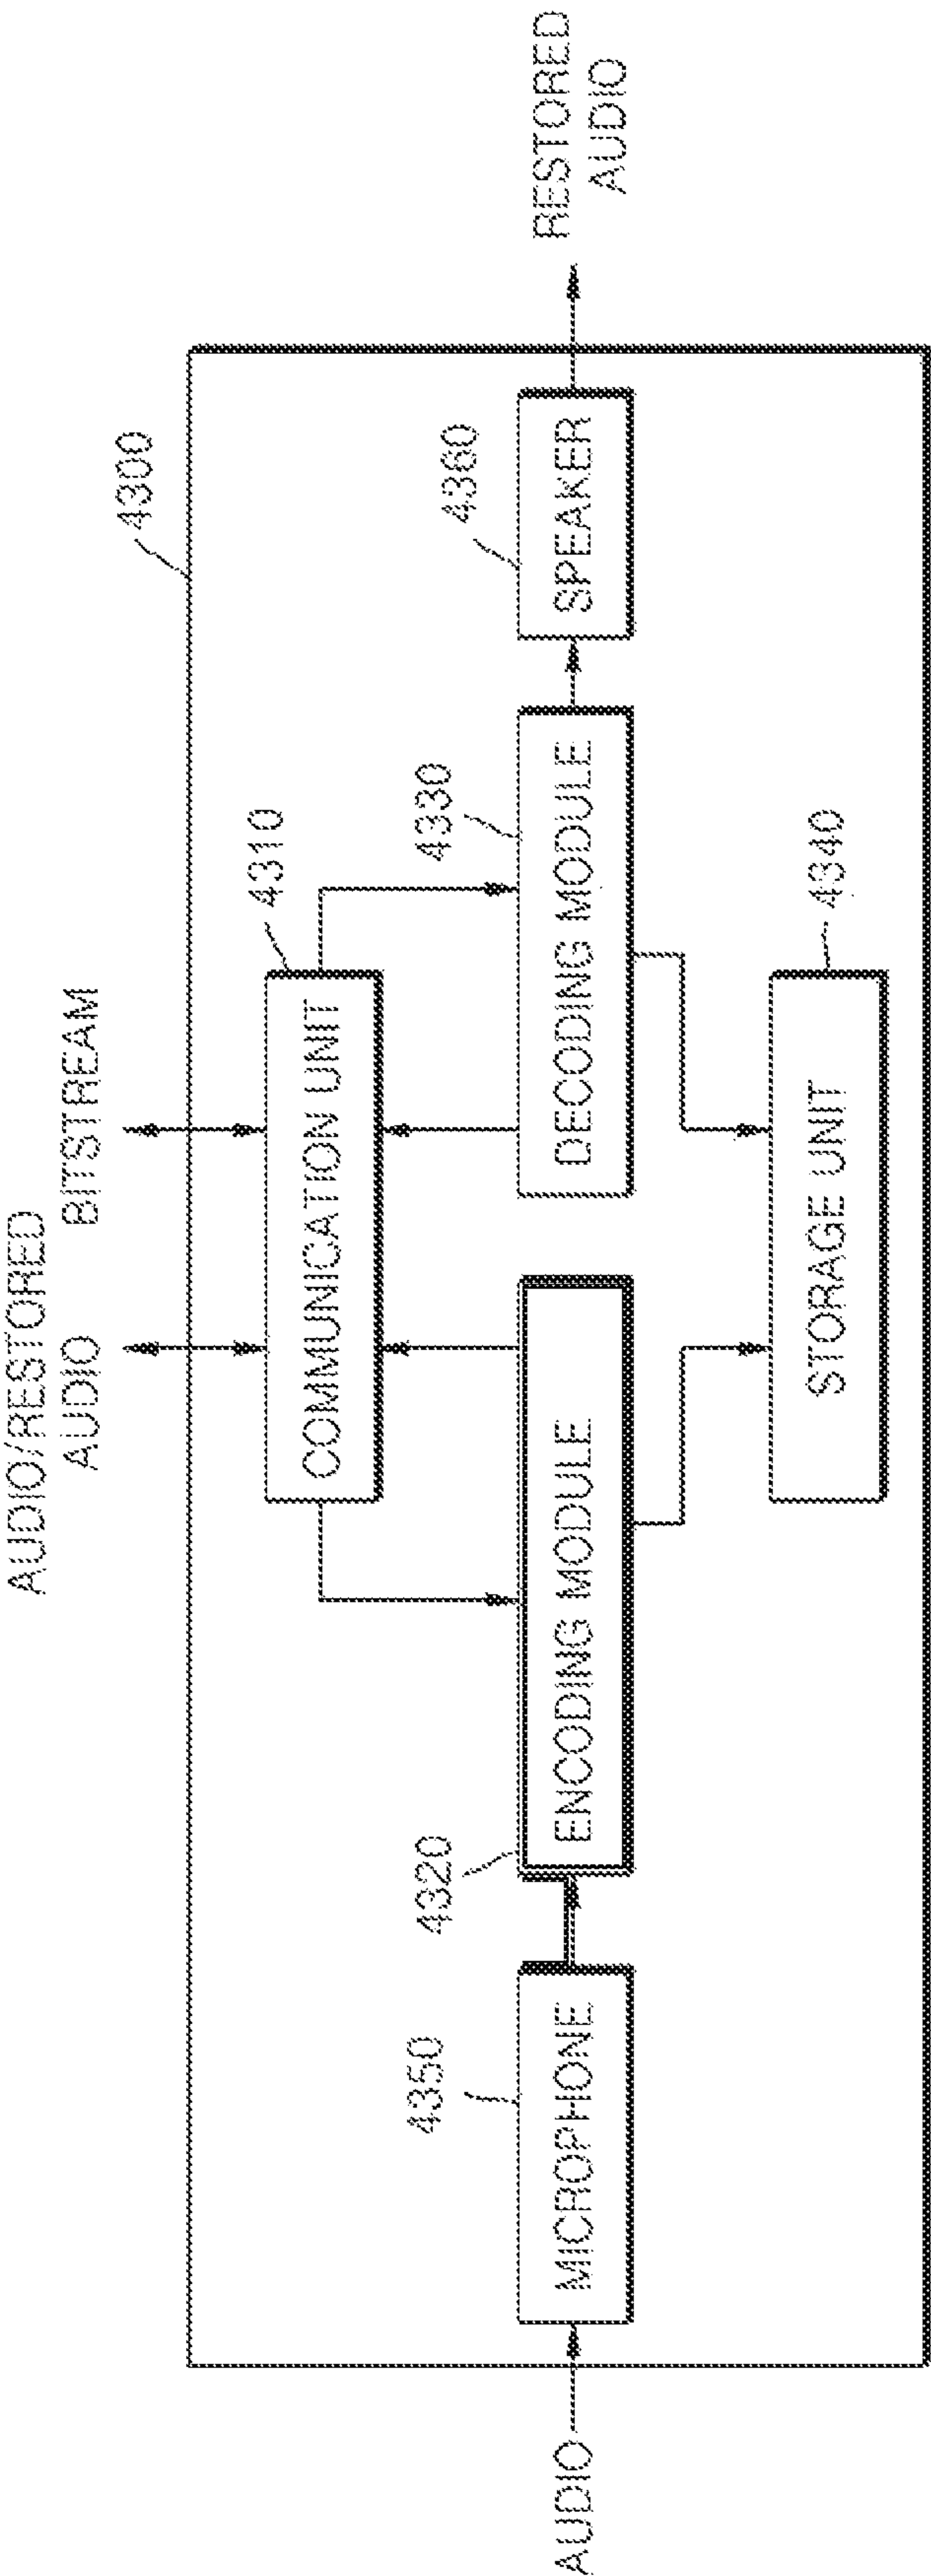 AUDIO/RESTORED
AUDIO
BITSTREAM
4300
COMMUNICATION UNIT
4310
4350
4320
4330
4360
AUDIO
MICROPHONE
ENCODING MODULE
DECODING MODULE
SPEAKER
RESTORED
AUDIO
STORAGE UNIT
4340